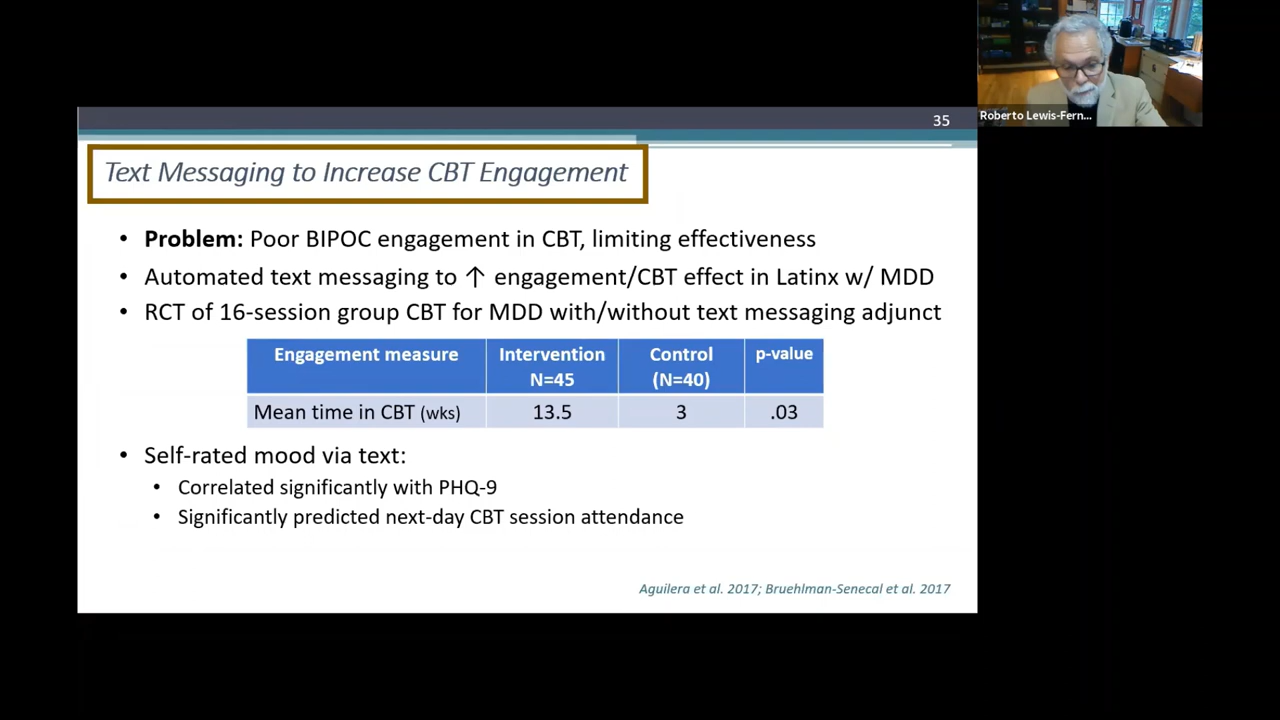 Roberto Lewis-Fern...
35
Text Messaging to Increase CBT Engagement
• Problem: Poor BIPOC engagement in CBT, limiting effectiveness
• Automated text messaging to ↑ engagement/CBT effect in Latinx w/ MDD
• RCT of 16-session group CBT for MDD with/without text messaging adjunct
Engagement measure Intervention N=45 Control (N=40) p-value
Mean time in CBT (wks) 13.5 3 .03
• Self-rated mood via text:
• Correlated significantly with PHQ-9
• Significantly predicted next-day CBT session attendance
Aguilera et al. 2017; Bruehlman-Senecal et al. 2017